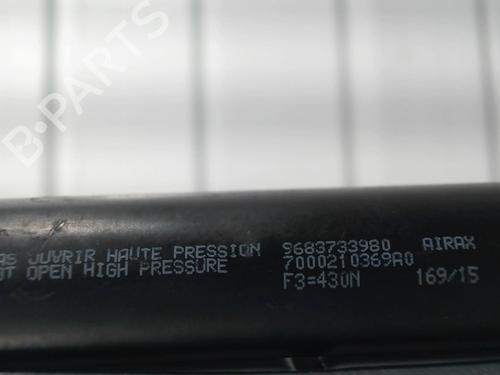 B-PARTS
AS OUVRIR HAUTE PRESSION 9683733980 AIRAX
OT OPEN HIGH PRESSURE 7000210369A0
F3=430N 169/15